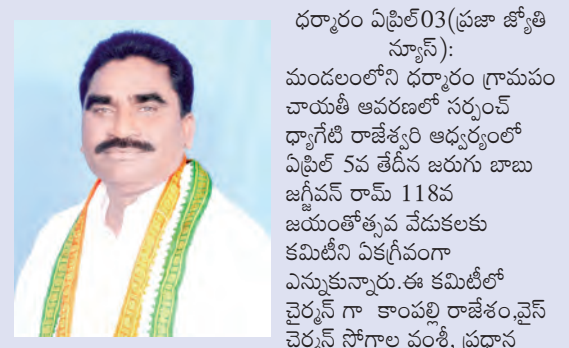 ధర్మారం ఏప్రిల్03(ప్రజా జ్యోతి
న్యూస్):
మండలంలోని ధర్మారం గ్రామపం
చాయతీ ఆవరణలో సర్పంచ్
ధ్యాగేటి రాజేశ్వరి ఆధ్వర్యంలో
ఏప్రిల్ 5వ తేదీన జరుగు బాబు
జగ్జీవన్ రామ్ 118వ
జయంతోత్సవ వేడుకలకు
కమిటీని ఏకగ్రీవంగా
ఎన్నుకున్నారు.ఈ కమిటీలో
చైర్మన్ గా కాంపల్లి రాజేశం,వైస్
చైర్మన్ సోగాల వంశీ, ప్రధాన